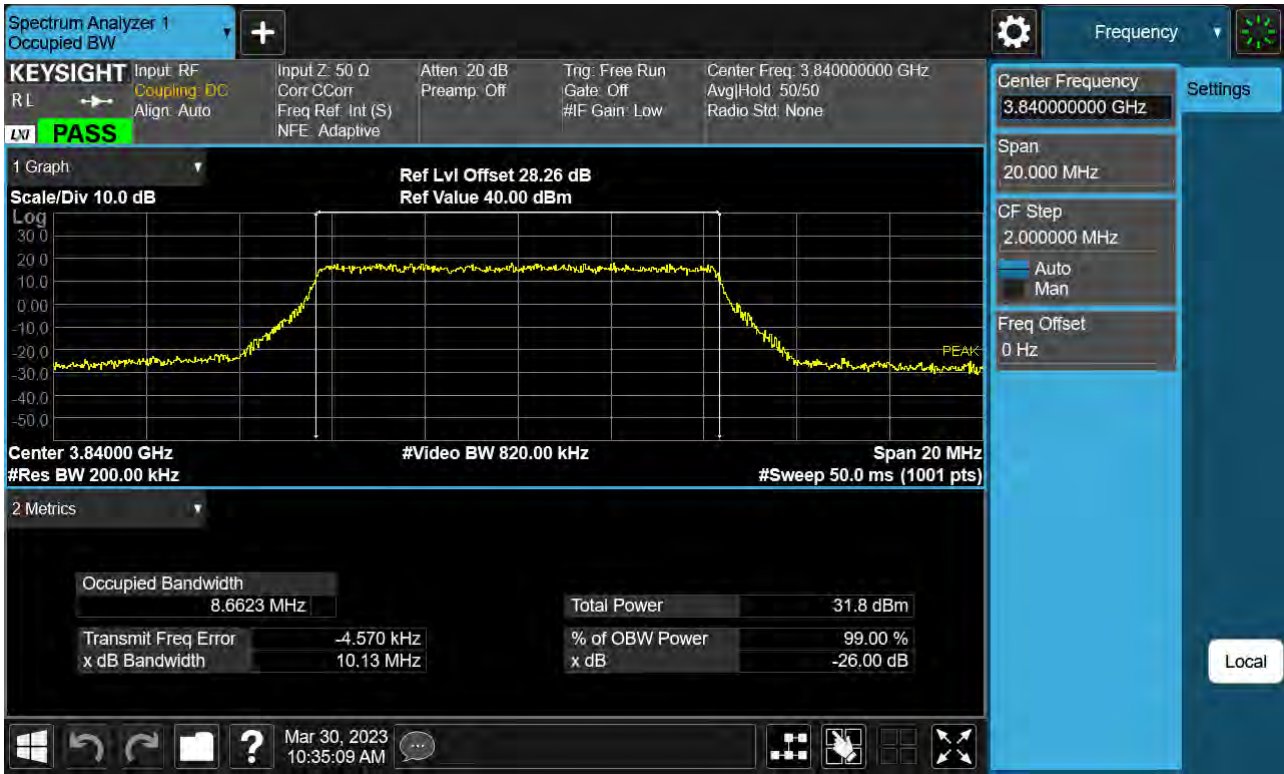 Spectrum Analyzer 1
Occupied BW
Frequency
KEYSIGHT
RL
LXI PASS
Input: RF
Coupling: DC
Align: Auto
Input Z: 50 Ω
Corr CCorr
Freq Ref: Int (S)
NFE: Adaptive
Atten: 20 dB
Preamp: Off
Trig: Free Run
Gate: Off
#IF Gain: Low
Center Freq: 3.840000000 GHz
Avg|Hold: 50/50
Radio Std: None
Center Frequency
3.840000000 GHz
Settings
Span
20.000 MHz
CF Step
2.000000 MHz
Auto
Man
Freq Offset
0 Hz
1 Graph
Ref Lvl Offset 28.26 dB
Scale/Div 10.0 dB
Ref Value 40.00 dBm
Log
30.0
20.0
10.0
0.00
-10.0
-20.0
-30.0
-40.0
-50.0
PEAK
Center 3.84000 GHz
#Video BW 820.00 kHz
Span 20 MHz
#Res BW 200.00 kHz
#Sweep 50.0 ms (1001 pts)
2 Metrics
Occupied Bandwidth
8.6623 MHz
Total Power 31.8 dBm
Transmit Freq Error -4.570 kHz
% of OBW Power 99.00 %
x dB Bandwidth 10.13 MHz
x dB -26.00 dB
Local
?
Mar 30, 2023
10:35:09 AM